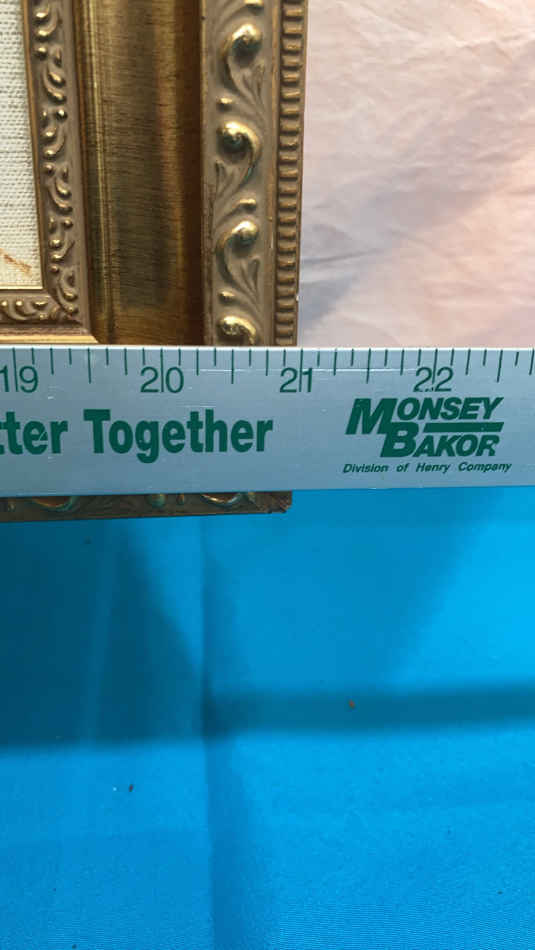 19 20 21 22
tter Together
MONSEY
BAKOR
Division of Henry Company